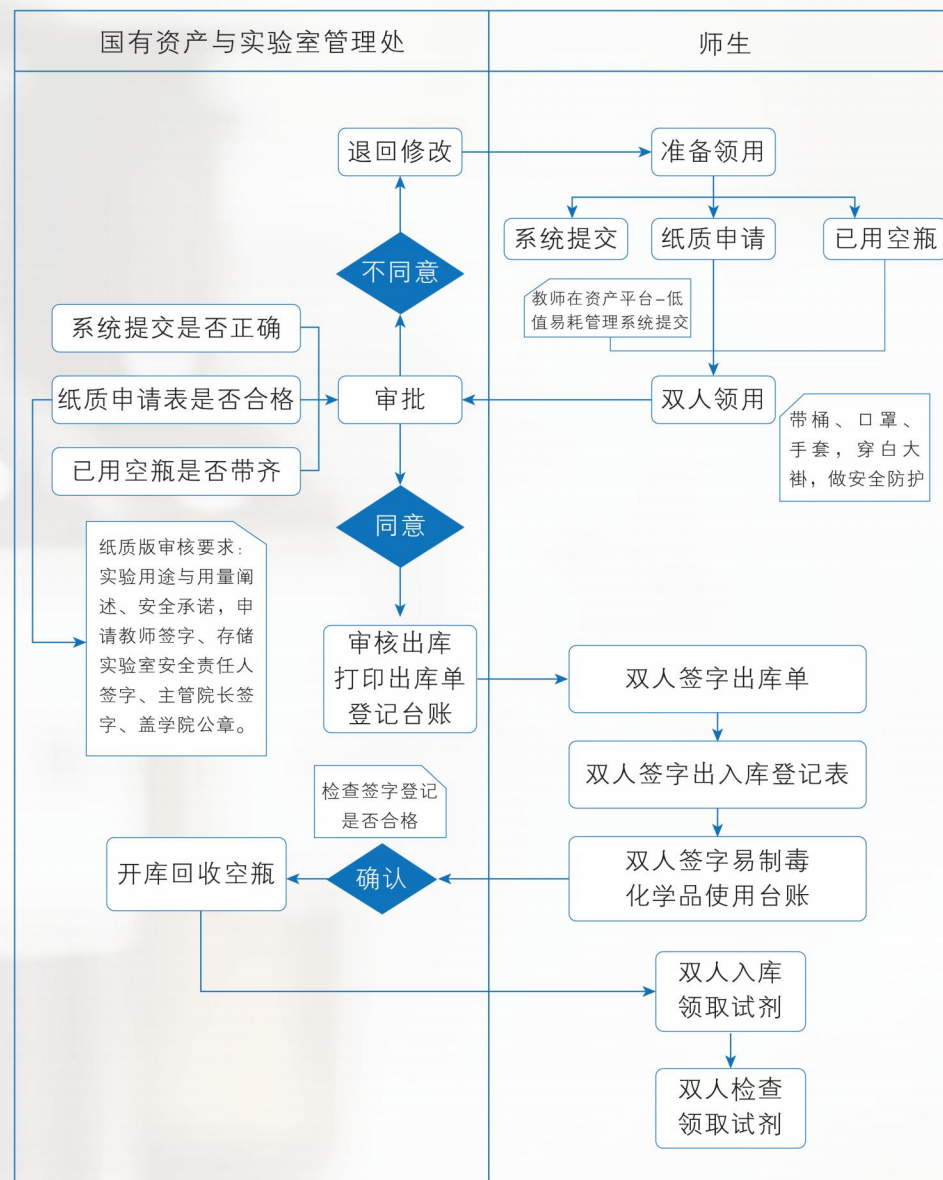 国有资产与实验室管理处
师生
退回修改
准备领用
系统提交
纸质申请
已用空瓶
不同意
教师在资产平台–低
值易耗管理系统提交
系统提交是否正确
纸质申请表是否合格
已用空瓶是否带齐
审批
双人领用
带桶、口罩、
手套，穿白大
褂，做安全防护
同意
纸质版审核要求：
实验用途与用量阐
述、安全承诺，申
请教师签字、存储
实验室安全责任人
签字、主管院长签
字、盖学院公章。
审核出库
打印出库单
登记台账
双人签字出库单
双人签字出入库登记表
检查签字登记
是否合格
开库回收空瓶
确认
双人签字易制毒
化学品使用台账
双人入库
领取试剂
双人检查
领取试剂